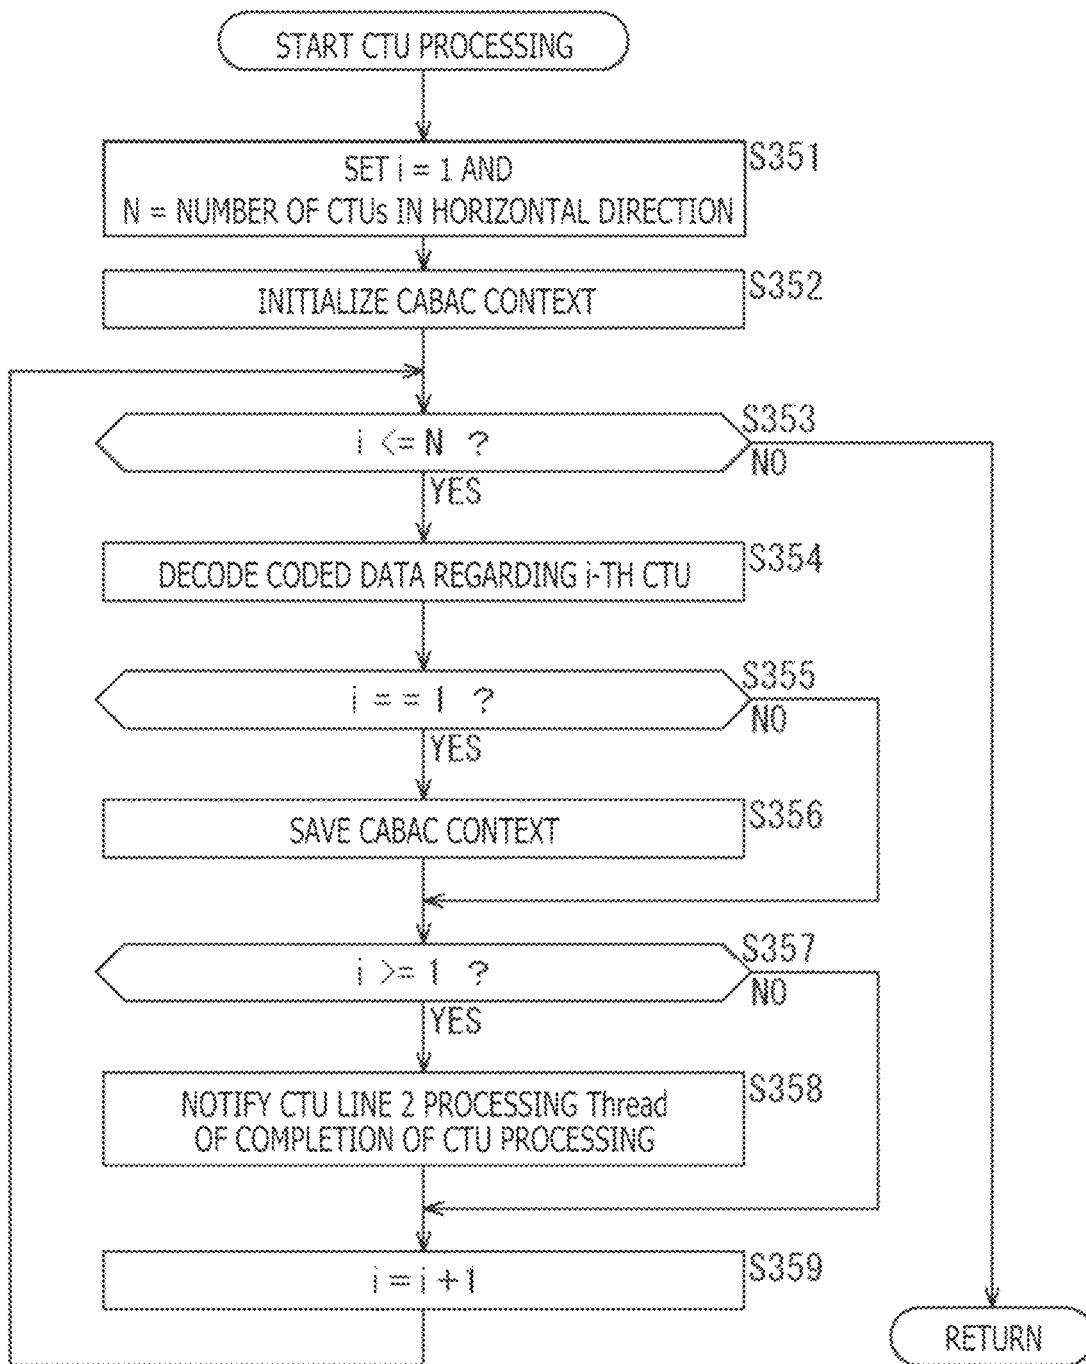 START CTU PROCESSING
S351
SET i = 1 AND
N = NUMBER OF CTUs IN HORIZONTAL DIRECTION
S352
INITIALIZE CABAC CONTEXT
S353
i <= N ?
NO
YES
S354
DECODE CODED DATA REGARDING i-TH CTU
S355
i = = 1 ?
NO
YES
S356
SAVE CABAC CONTEXT
S357
i >= 1 ?
NO
YES
S358
NOTIFY CTU LINE 2 PROCESSING Thread
OF COMPLETION OF CTU PROCESSING
S359
i = i + 1
RETURN